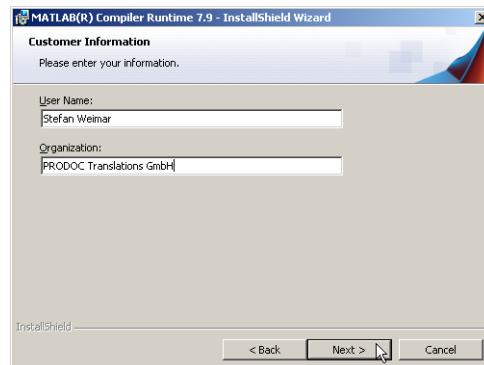 MATLAB(R) Compiler Runtime 7.9 - InstallShield Wizard
Customer Information
Please enter your information.
User Name:
Stefan Weimar
Organization:
PRODOC Translations GmbH
InstallShield
< Back Next > Cancel